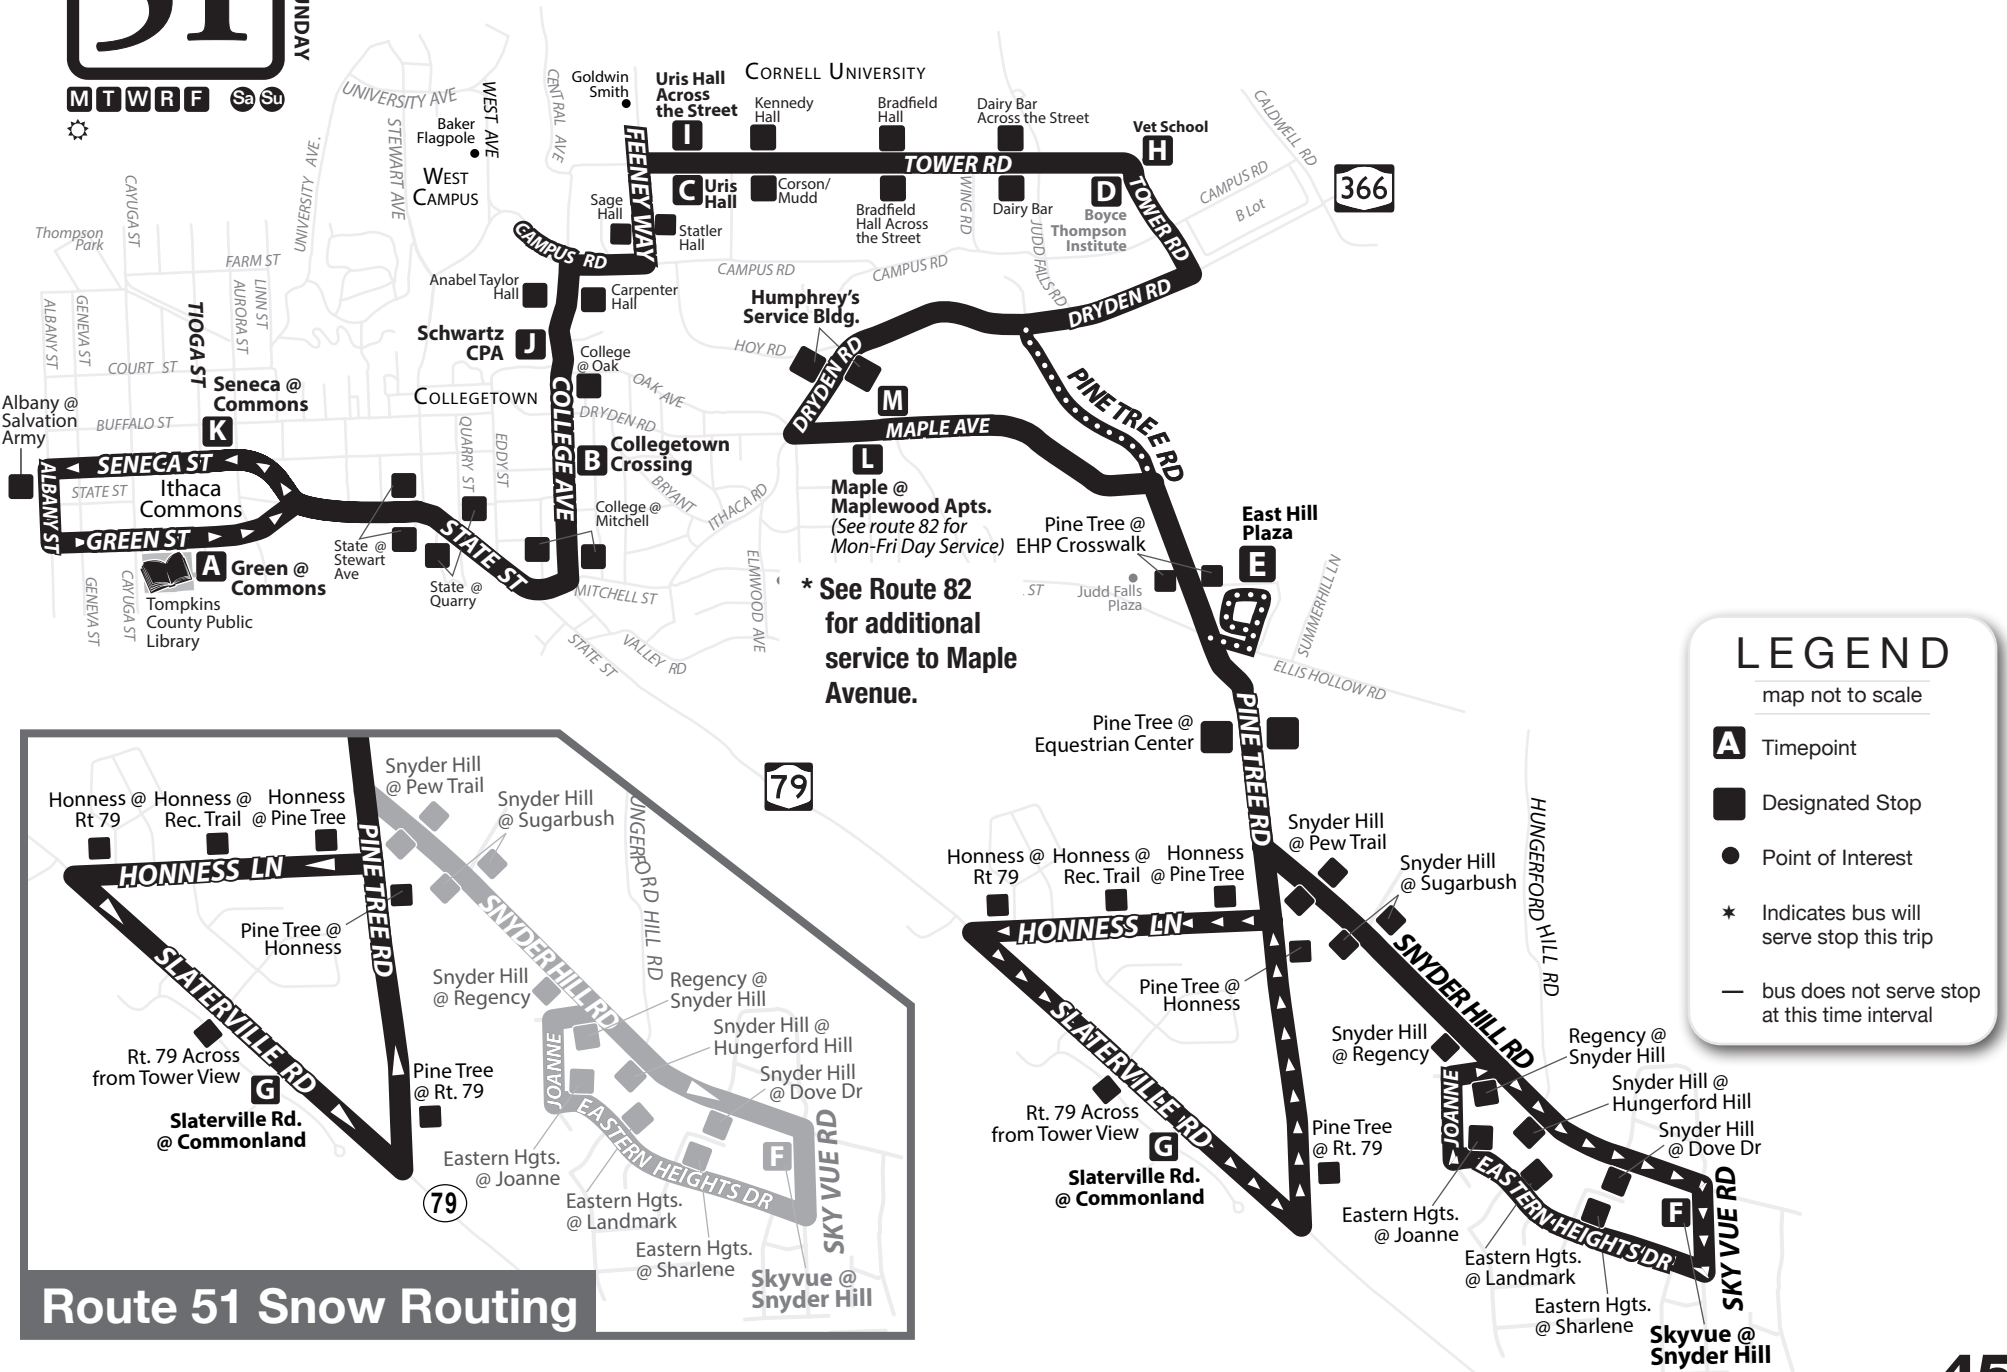 51
SUNDAY
M T W R F Sa Su
UNIVERSITY AVE
WEST AVE
CENTRAL AVE
STEWART AVE
UNIVERSITY AVE.
Baker
Flagpole
WEST
CAMPUS
Goldwin
Smith
FEENEY WAY
Uris Hall
Across
the Street
I
CORNELL UNIVERSITY
Kennedy
Hall
Bradfield
Hall
Dairy Bar
Across the Street
Vet School
H
TOWER RD
TOWER RD
C
Uris
Hall
Corson/
Mudd
Bradfield
Hall Across
the Street
WING RD
Dairy Bar
D
Boyce
Thompson
Institute
JUDD FALLS RD
CALDWELL RD
CAMPUS RD
B Lot
366
Sage
Hall
Statler
Hall
CAMPUS RD
CAMPUS RD
CAMPUS RD
DRYDEN RD
Thompson
Park
CAYUGA ST
FARM ST
LINN ST
AURORA ST
ALBANY ST
GENEVA ST
TIOGA ST
COURT ST
BUFFALO ST
Anabel Taylor
Hall
Carpenter
Hall
Schwartz
CPA
J
College
@ Oak
OAK AVE
COLLEGETOWN
COLLEGE AVE
DRYDEN RD
QUARRY ST
EDDY ST
B
Collegetown
Crossing
BRYANT
ITHACA RD
College @
Mitchell
Humphrey's
Service Bldg.
HOY RD
DRYDEN RD
M
MAPLE AVE
L
Maple @
Maplewood Apts.
(See route 82 for
Mon-Fri Day Service)
PINE TREE RD
Albany @
Salvation
Army
Seneca @
Commons
K
SENECA ST
ALBANY ST
STATE ST
Ithaca
Commons
GREEN ST
A
Green @
Commons
Tompkins
County Public
Library
GENEVA ST
CAYUGA ST
State @
Stewart
Ave
State @
Quarry
STATE ST
MITCHELL ST
STATE ST
VALLEY RD
ELMWOOD AVE
* See Route 82
for additional
service to Maple
Avenue.
Pine Tree @
EHP Crosswalk
East Hill
Plaza
E
ST
Judd Falls
Plaza
SUMMERHILL LN
ELLIS HOLLOW RD
Pine Tree @
Equestrian Center
PINE TREE RD
79
Honness @
Rt 79
Honness @
Rec. Trail
Honness
@ Pine Tree
HONNESS LN
Snyder Hill
@ Pew Trail
Snyder Hill
@ Sugarbush
Pine Tree @
Honness
SNYDER HILL RD
HUNGERFORD HILL RD
SLATERVILLE RD
Snyder Hill
@ Regency
Regency @
Snyder Hill
Snyder Hill @
Hungerford Hill
Snyder Hill
@ Dove Dr
JOANNE
Rt. 79 Across
from Tower View
G
Slaterville Rd.
@ Commonland
Pine Tree
@ Rt. 79
EASTERN HEIGHTS DR
F
SKY VUE RD
Eastern Hgts.
@ Joanne
Eastern Hgts.
@ Landmark
Eastern Hgts.
@ Sharlene
Skyvue @
Snyder Hill
LEGEND
map not to scale
A Timepoint
Designated Stop
Point of Interest
Indicates bus will
serve stop this trip
— bus does not serve stop
at this time interval
Honness @
Rt 79
Honness @
Rec. Trail
Honness
@ Pine Tree
HONNESS LN
PINE TREE RD
Snyder Hill
@ Pew Trail
Snyder Hill
@ Sugarbush
UNGERFORD HILL RD
Pine Tree @
Honness
SNYDER HILL RD
SLATERVILLE RD
Snyder Hill
@ Regency
Regency @
Snyder Hill
Snyder Hill @
Hungerford Hill
Snyder Hill
@ Dove Dr
JOANNE
Rt. 79 Across
from Tower View
G
Slaterville Rd.
@ Commonland
Pine Tree
@ Rt. 79
79
EASTERN HEIGHTS DR
F
SKY VUE RD
Eastern Hgts.
@ Joanne
Eastern Hgts.
@ Landmark
Eastern Hgts.
@ Sharlene
Skyvue @
Snyder Hill
Route 51 Snow Routing
45